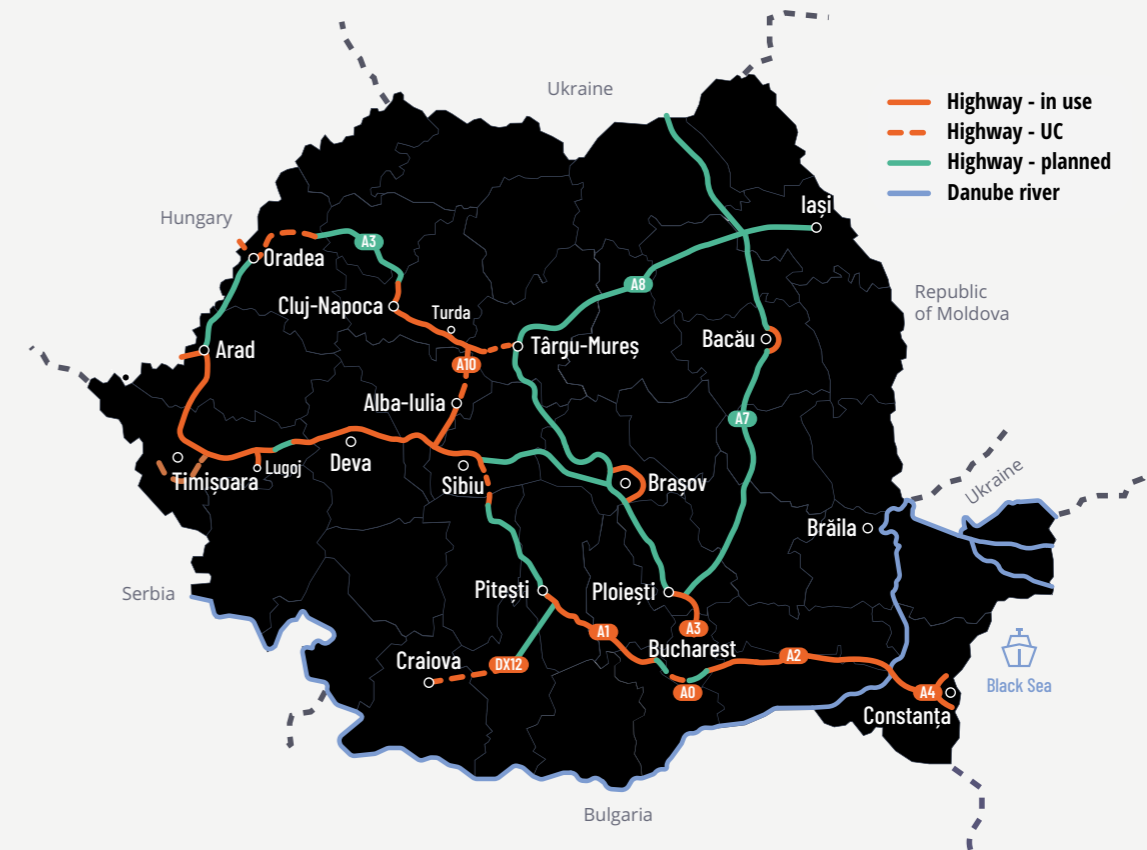 Ukraine
Highway - in use
Highway - UC
Highway - planned
Danube river
Iași
Hungary
A3
Oradea
A8
Republic
of Moldova
Cluj-Napoca
Turda
Bacău
Târgu-Mureș
Arad
A10
Alba-Iulia
A7
Deva
Lugoj
Timișoara
Sibiu
Brașov
Ukraine
Brăila
Serbia
Pitești
Ploiești
A1
A3
Bucharest
A2
Craiova
DX12
A0
A4
Constanța
Black Sea
Bulgaria